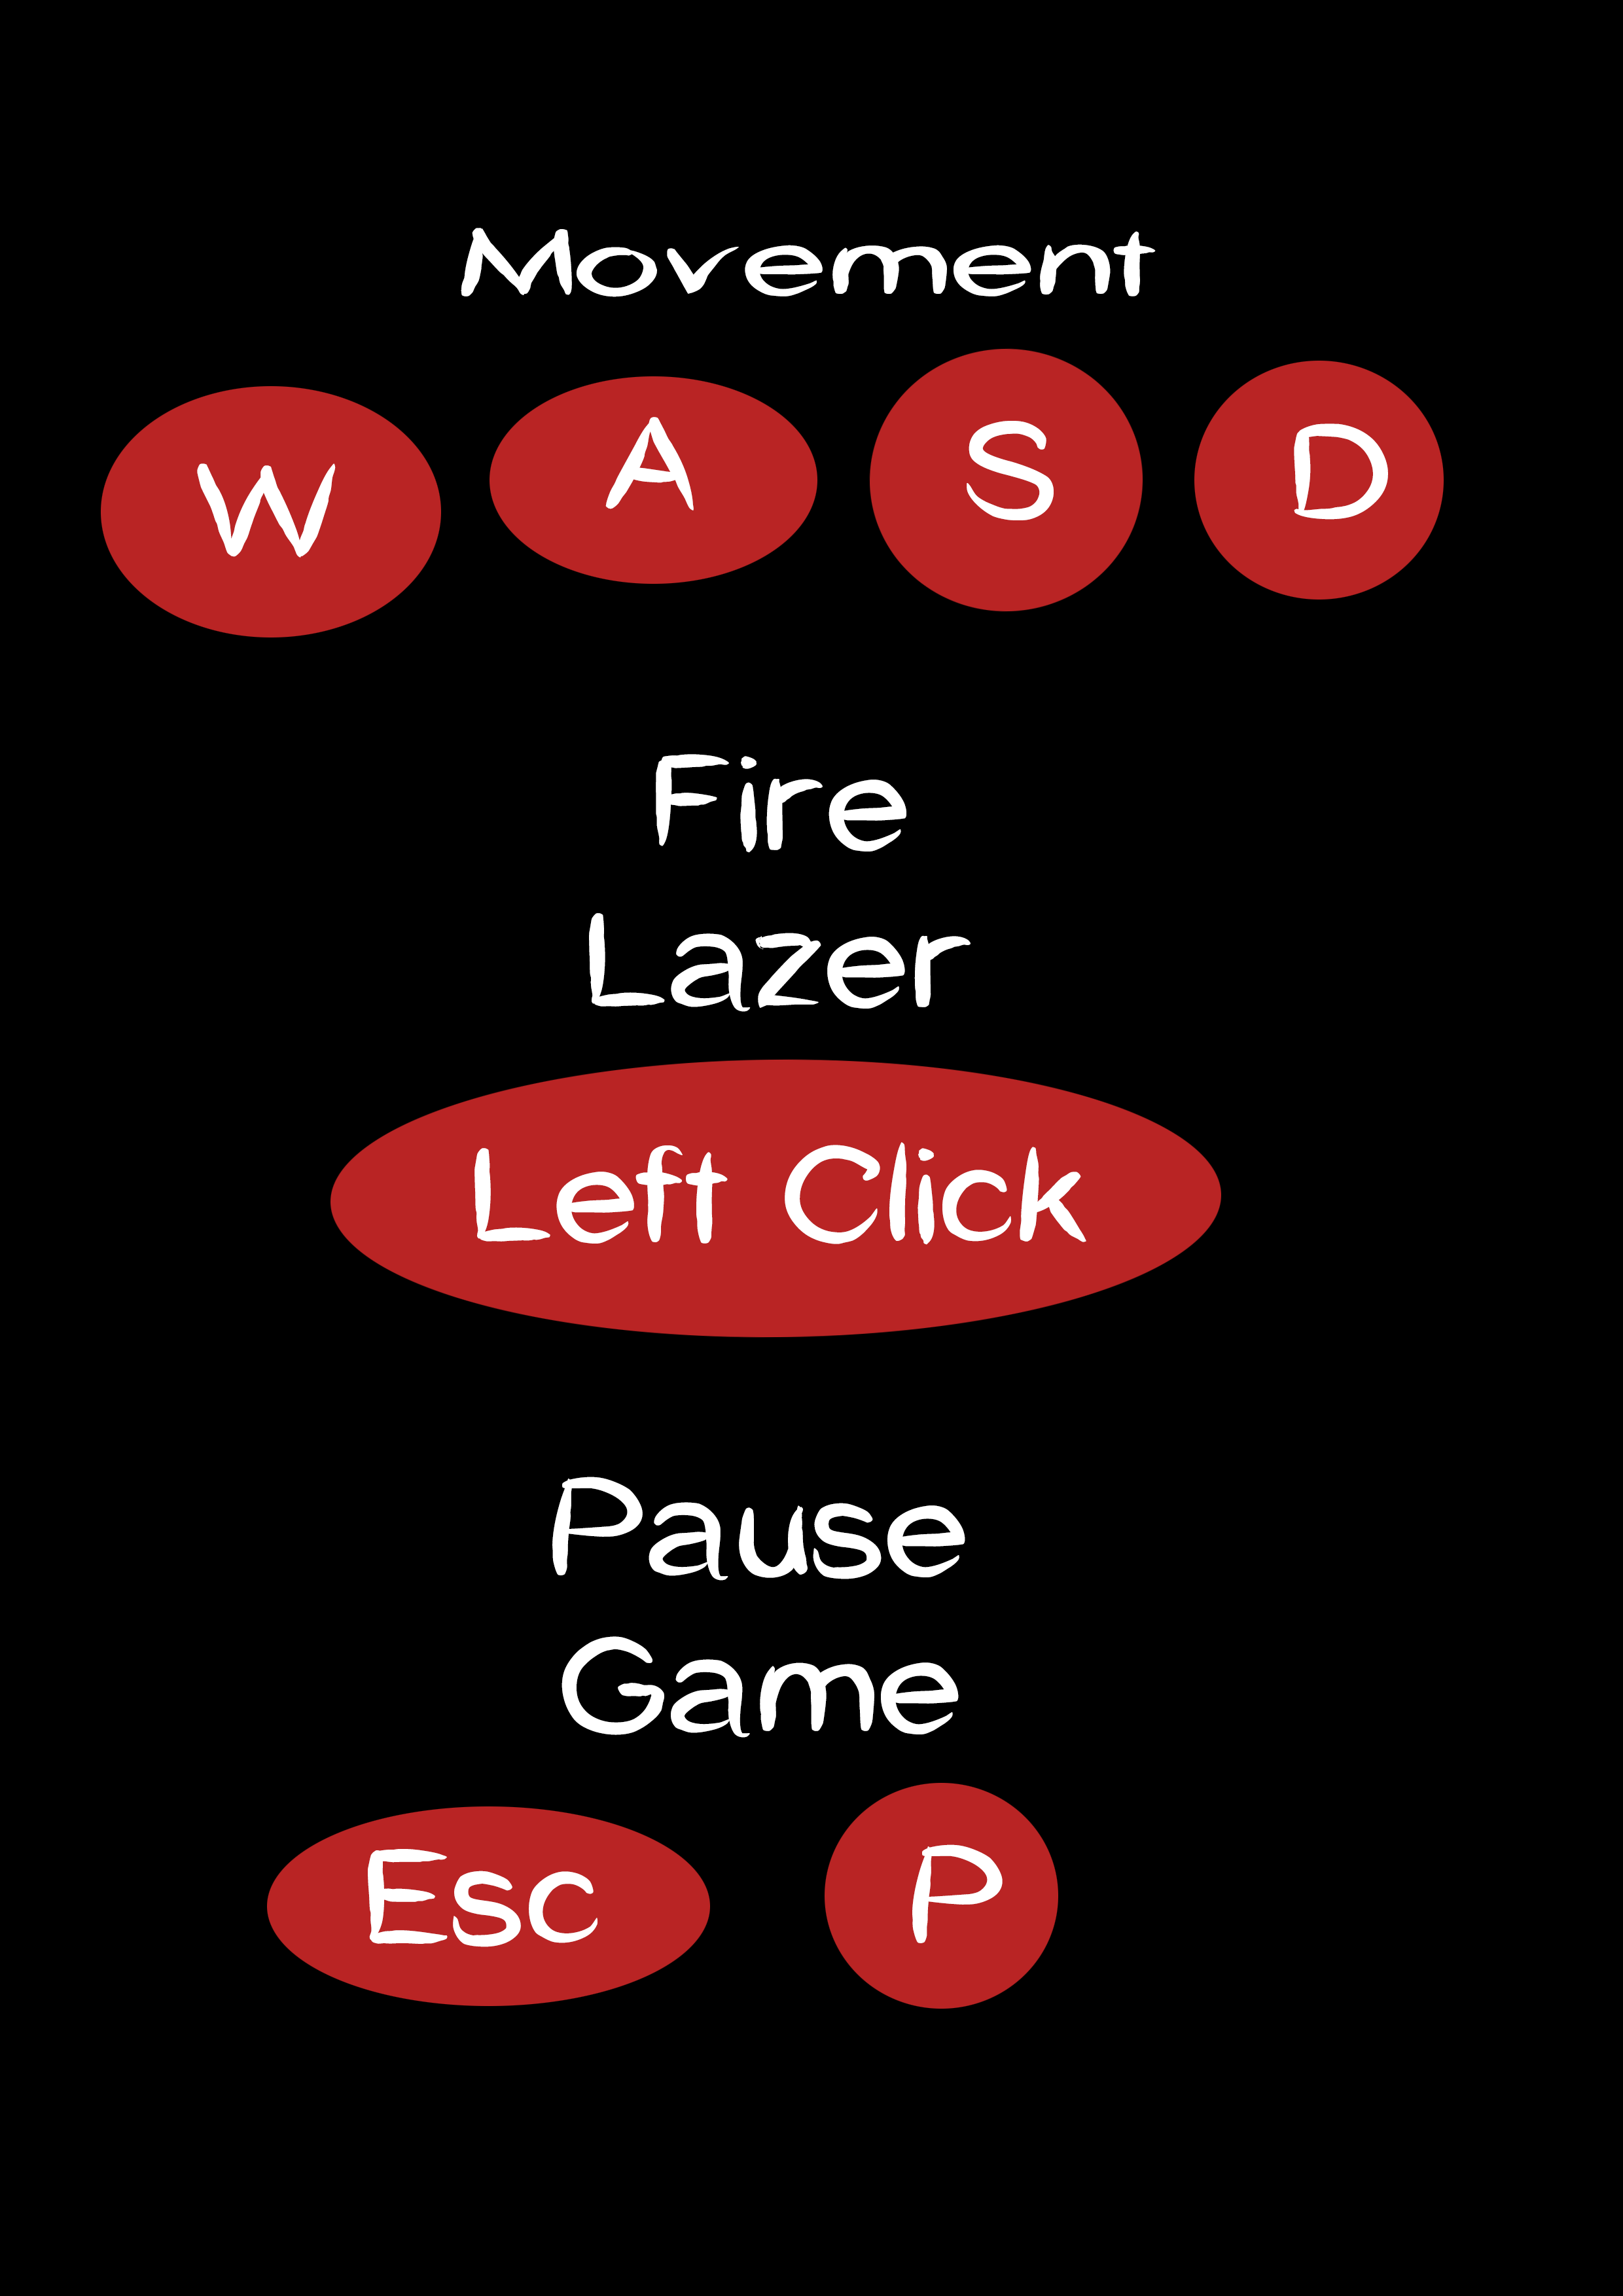 Movement
W A S D
Fire
Lazer
Left Click
Pause
Game
Esc P